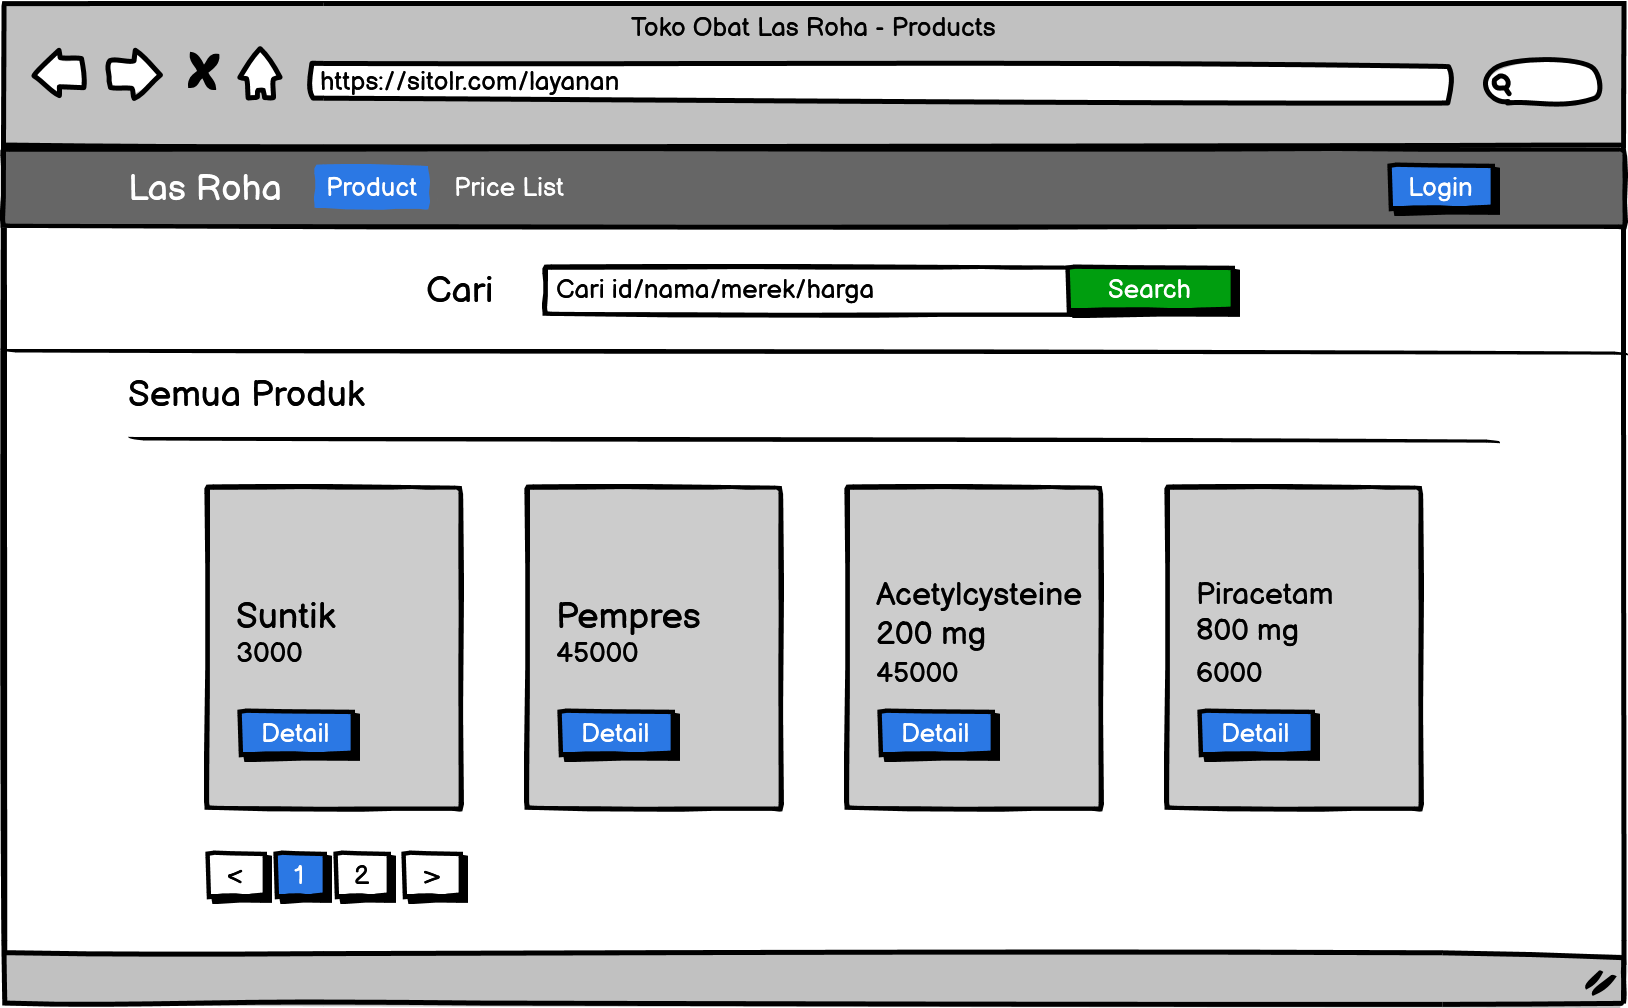 Toko Obat Las Roha - Products
https://sitolr.com/layanan
Las Roha Product Price List Login
Cari Cari id/nama/merek/harga Search
Semua Produk
Suntik
3000
Detail
Pempres
45000
Detail
Acetylcysteine
200 mg
45000
Detail
Piracetam
800 mg
6000
Detail
< 1 2 >